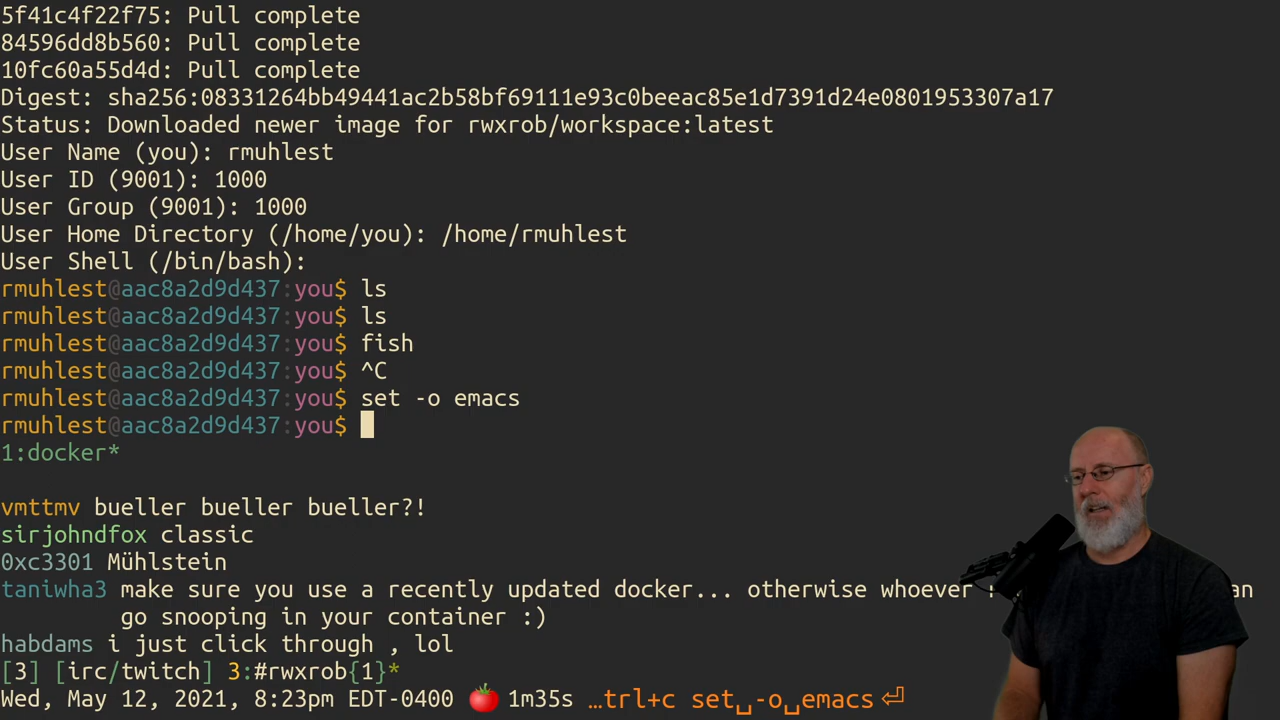 5f41c4f22f75: Pull complete
84596dd8b560: Pull complete
10fc60a55d4d: Pull complete
Digest: sha256:08331264bb49441ac2b58bf69111e93c0beeac85e1d7391d24e0801953307a17
Status: Downloaded newer image for rwxrob/workspace:latest
User Name (you): rmuhlest
User ID (9001): 1000
User Group (9001): 1000
User Home Directory (/home/you): /home/rmuhlest
User Shell (/bin/bash):
rmuhlest@aac8a2d9d437:you$ ls
rmuhlest@aac8a2d9d437:you$ ls
rmuhlest@aac8a2d9d437:you$ fish
rmuhlest@aac8a2d9d437:you$ ^C
rmuhlest@aac8a2d9d437:you$ set -o emacs
rmuhlest@aac8a2d9d437:you$
1:docker*
vmttmv bueller bueller bueller?!
sirjohndfox classic
0xc3301 Mühlstein
taniwha3 make sure you use a recently updated docker... otherwise whoever an
go snooping in your container :)
habdams i just click through , lol
[3] [irc/twitch] 3:#rwxrob{1}*
Wed, May 12, 2021, 8:23pm EDT-0400 🍅 1m35s …trl+c set␣-o␣emacs⏎